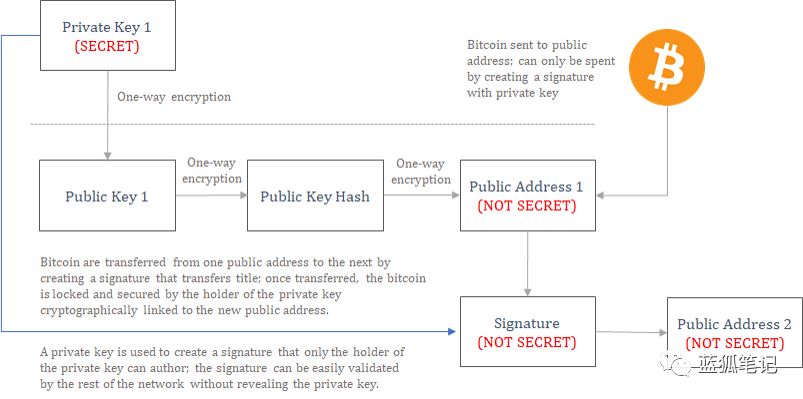 Private Key 1
(SECRET)
Bitcoin sent to public
address; can only be spent
by creating a signature
with private key
One-way encryption
Public Key 1
One-way
encryption
Public Key Hash
One-way
encryption
Public Address 1
(NOT SECRET)
Bitcoin are transferred from one public address to the next by
creating a signature that transfers title; once transferred, the bitcoin
is locked and secured by the holder of the private key
cryptographically linked to the new public address.
Signature
(NOT SECRET)
Public Address 2
(NOT SECRET)
A private key is used to create a signature that only the holder of
the private key can author; the signature can be easily validated
by the rest of the network without revealing the private key.
蓝狐笔记